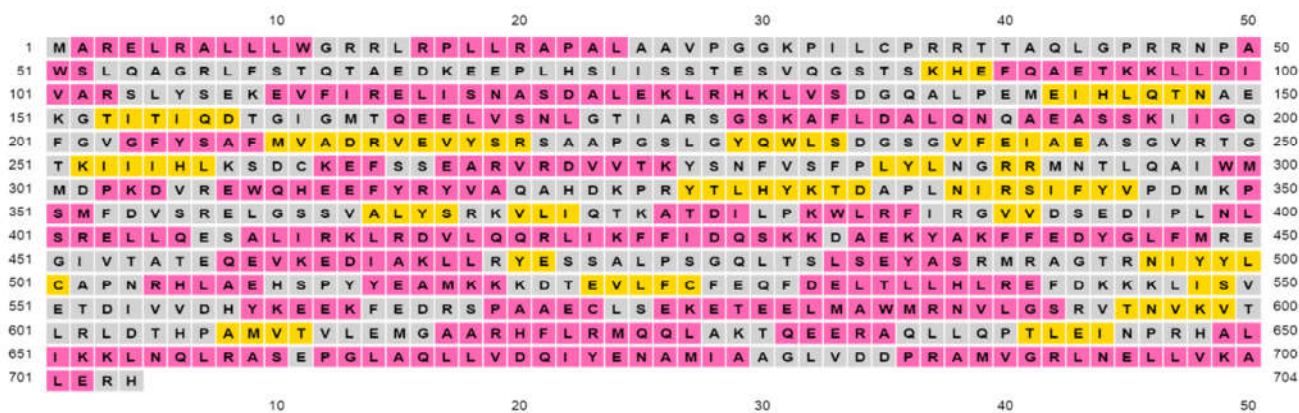 10 20 30 40 50
1 M A R E L R A L L L W G R R L R P L L R A P A L A A V P G G K P I L C P R R T T A Q L G P R R N P A 50
51 W S L Q A G R L F S T Q T A E D K E E P L H S I I S S T E S V Q G S T S K H E F Q A E T K K L L D I 100
101 V A R S L Y S E K E V F I R E L I S N A S D A L E K L R H K L V S D G Q A L P E M E I H L Q T N A E 150
151 K G T I T I Q D T G I G M T Q E E L V S N L G T I A R S G S K A F L D A L Q N Q A E A S S K I I G Q 200
201 F G V G F Y S A F M V A D R V E V Y S R S A A P G S L G Y Q W L S D G S G V F E I A E A S G V R T G 250
251 T K I I I H L K S D C K E F S S E A R V R D V V T K Y S N F V S F P L Y L N G R R M N T L Q A I W M 300
301 M D P K D V R E W Q H E E F Y R Y V A Q A H D K P R Y T L H Y K T D A P L N I R S I F Y V P D M K P 350
351 S M F D V S R E L G S S V A L Y S R K V L I Q T K A T D I L P K W L R F I R G V V D S E D I P L N L 400
401 S R E L L Q E S A L I R K L R D V L Q Q R L I K F F I D Q S K K D A E K Y A K F F E D Y G L F M R E 450
451 G I V T A T E Q E V K E D I A K L L R Y E S S A L P S G Q L T S L S E Y A S R M R A G T R N I Y Y L 500
501 C A P N R H L A E H S P Y Y E A M K K K D T E V L F C F E Q F D E L T L L H L R E F D K K K L I S V 550
551 E T D I V V D H Y K E E K F E D R S P A A E C L S E K E T E E L M A W M R N V L G S R V T N V K V T 600
601 L R L D T H P A M V T V L E M G A A R H F L R M Q Q L A K T Q E E R A Q L L Q P T L E I N P R H A L 650
651 I K K L N Q L R A S E P G L A Q L L V D Q I Y E N A M I A A G L V D D P R A M V G R L N E L L V K A 700
701 L E R H 704
10 20 30 40 50